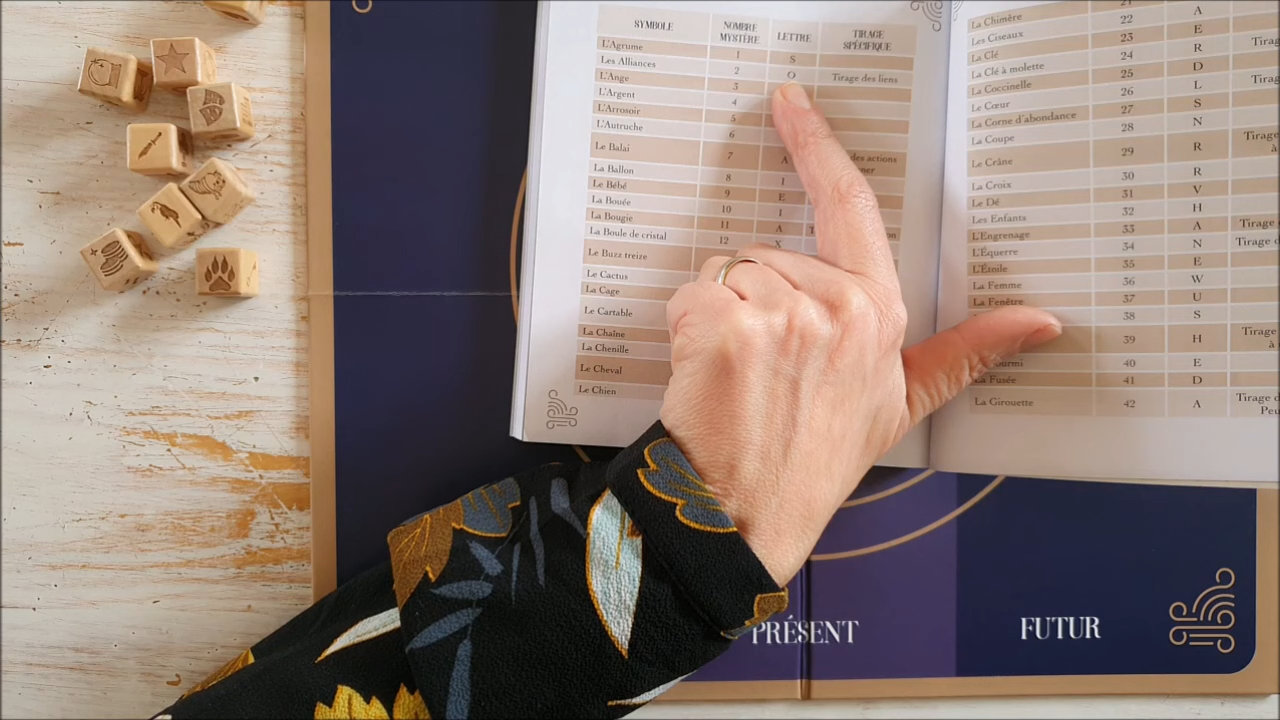 SYMBOLE NOMBRE MYSTÈRE LETTRE TIRAGE SPÉCIFIQUE
L'Agrume 1 S
Les Alliances 2 O Tirage des liens
L'Ange 3
L'Argent 4
L'Arrosoir 5
L'Autruche 6
Le Balai 7 A des actions
Le Ballon 8 I
Le Bébé 9 E
La Bouée 10 I
La Bougie 11 A
La Boule de cristal 12 X
Le Buzz treize
Le Cactus
La Cage
Le Cartable
La Chaîne
La Chenille
Le Cheval
Le Chien
La Chimère 21
Les Ciseaux 22 A
La Clé 23 E
La Clé à molette 24 R
La Coccinelle 25 D
Le Cœur 26 L
La Corne d'abondance 27 S
La Coupe 28 N
Le Crâne 29 R
La Croix 30 R
Le Dé 31 V
Les Enfants 32 H
L'Engrenage 33 A Tirage
L'Équerre 34 N Tirage
L'Étoile 35 E
La Femme 36 W
La Fenêtre 37 U
38 S
39 H
40 E
La Fusée 41 D
La Girouette 42 A
PRÉSENT
FUTUR